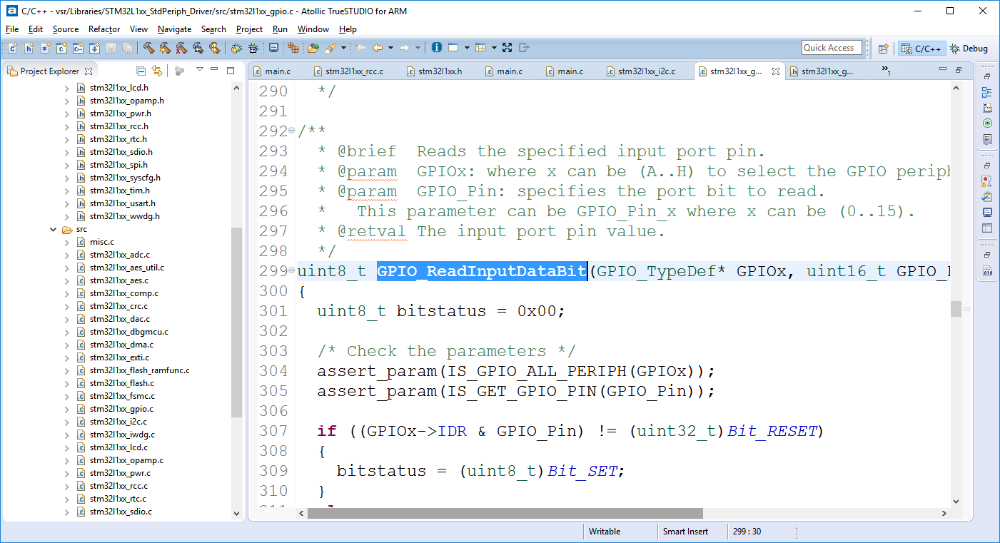 C/C++ - vsr/Libraries/STM32L1xx_StdPeriph_Driver/src/stm32l1xx_gpio.c - Atollic TrueSTUDIO for ARM
File Edit Source Refactor View Navigate Search Project Run Window Help
Quick Access
C/C++
Debug
Project Explorer
stm32l1xx_lcd.h
stm32l1xx_opamp.h
stm32l1xx_pwr.h
stm32l1xx_rcc.h
stm32l1xx_rtc.h
stm32l1xx_sdio.h
stm32l1xx_spi.h
stm32l1xx_syscfg.h
stm32l1xx_tim.h
stm32l1xx_usart.h
stm32l1xx_wwdg.h
src
misc.c
stm32l1xx_adc.c
stm32l1xx_aes_util.c
stm32l1xx_aes.c
stm32l1xx_comp.c
stm32l1xx_crc.c
stm32l1xx_dac.c
stm32l1xx_dbgmcu.c
stm32l1xx_dma.c
stm32l1xx_exti.c
stm32l1xx_flash_ramfunc.c
stm32l1xx_flash.c
stm32l1xx_fsmc.c
stm32l1xx_gpio.c
stm32l1xx_i2c.c
stm32l1xx_iwdg.c
stm32l1xx_lcd.c
stm32l1xx_opamp.c
stm32l1xx_pwr.c
stm32l1xx_rcc.c
stm32l1xx_rtc.c
stm32l1xx_sdio.c
main.c stm32l1xx_rcc.c stm32l1xx.h main.c main.c stm32l1xx_i2c.c stm32l1xx_g... stm32l1xx_g... »1
290   */
291
292 /**
293   * @brief  Reads the specified input port pin.
294   * @param  GPIOx: where x can be (A..H) to select the GPIO periph
295   * @param  GPIO_Pin: specifies the port bit to read.
296   *   This parameter can be GPIO_Pin_x where x can be (0..15).
297   * @retval The input port pin value.
298   */
299 uint8_t GPIO_ReadInputDataBit(GPIO_TypeDef* GPIOx, uint16_t GPIO_
300 {
301   uint8_t bitstatus = 0x00;
302
303   /* Check the parameters */
304   assert_param(IS_GPIO_ALL_PERIPH(GPIOx));
305   assert_param(IS_GET_GPIO_PIN(GPIO_Pin));
306
307   if ((GPIOx->IDR & GPIO_Pin) != (uint32_t)Bit_RESET)
308   {
309     bitstatus = (uint8_t)Bit_SET;
310   }
Writable
Smart Insert
299 : 30